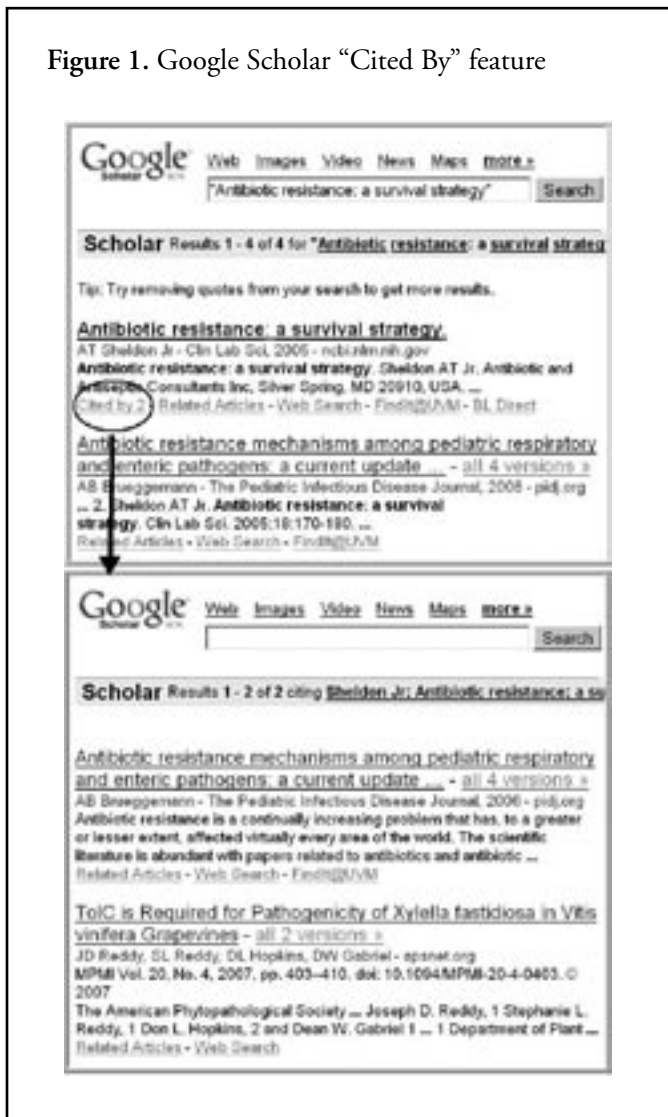 Figure 1. Google Scholar “Cited By” feature
Google Web Images Video News Maps more »
Scholar
"Antibiotic resistance: a survival strategy" Search
Scholar Results 1 - 4 of 4 for "Antibiotic resistance: a survival strateg
Tip: Try removing quotes from your search to get more results.
Antibiotic resistance: a survival strategy.
AT Sheldon Jr - Clin Lab Sci, 2005 - ncbi.nlm.nih.gov
Antibiotic resistance: a survival strategy. Sheldon AT Jr. Antibiotic and
Antiseptic Consultants Inc, Silver Spring, MD 20910, USA. ...
Cited by 2 - Related Articles - Web Search - FindIt@UVM - BL Direct
Antibiotic resistance mechanisms among pediatric respiratory
and enteric pathogens: a current update ... - all 4 versions »
AB Brueggemann - The Pediatric Infectious Disease Journal, 2006 - pidj.org
... 2. Sheldon AT Jr. Antibiotic resistance: a survival
strategy. Clin Lab Sci. 2005;18:170-180. ...
Related Articles - Web Search - FindIt@UVM
Google Web Images Video News Maps more »
Scholar
Search
Scholar Results 1 - 2 of 2 citing Sheldon Jr: Antibiotic resistance: a su
Antibiotic resistance mechanisms among pediatric respiratory
and enteric pathogens: a current update ... - all 4 versions »
AB Brueggemann - The Pediatric Infectious Disease Journal, 2006 - pidj.org
Antibiotic resistance is a continually increasing problem that has, to a greater
or lesser extent, affected virtually every area of the world. The scientific
literature is abundant with papers related to antibiotics and antibiotic ...
Related Articles - Web Search - FindIt@UVM
TolC is Required for Pathogenicity of Xylella fastidiosa in Vitis
vinifera Grapevines - all 2 versions »
JD Reddy, SL Reddy, DL Hopkins, DW Gabriel - apsnet.org
MPMI Vol. 20, No. 4, 2007, pp. 403–410, doi: 10.1094/MPMI-20-4-0403. ©
2007
The American Phytopathological Society ... Joseph D. Reddy, 1 Stephanie L.
Reddy, 1 Don L. Hopkins, 2 and Dean W. Gabriel 1 ... 1 Department of Plant ...
Related Articles - Web Search